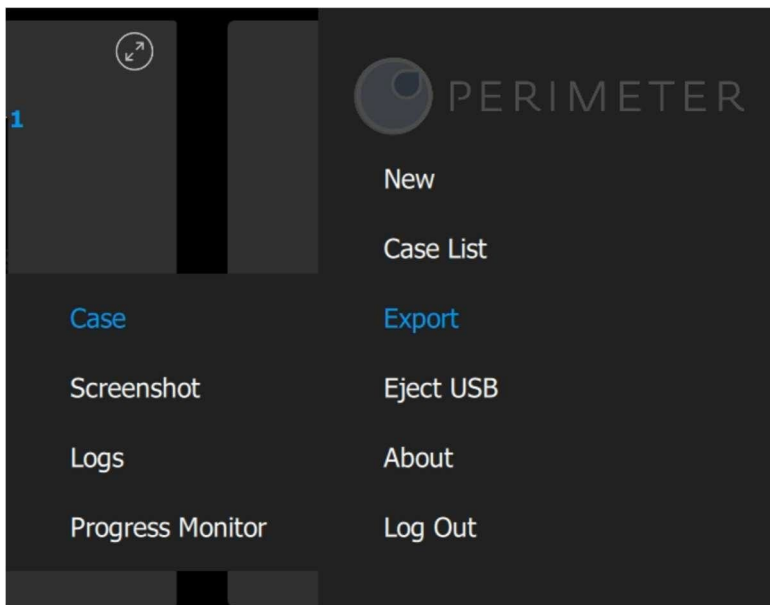 1
PERIMETER
New
Case List
Export
Eject USB
About
Log Out
Case
Screenshot
Logs
Progress Monitor